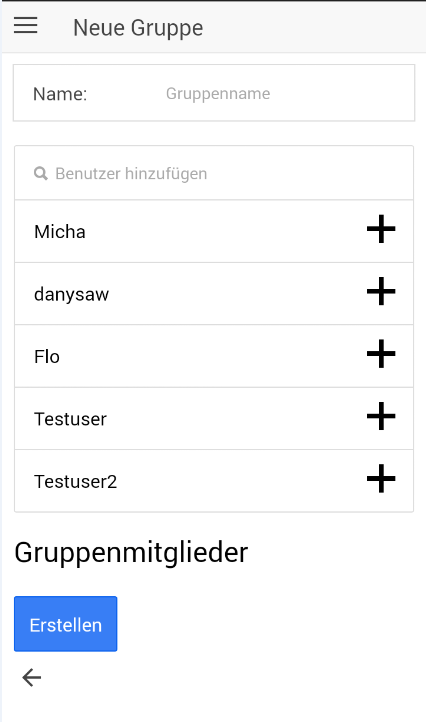 Neue Gruppe
Name: Gruppenname
Benutzer hinzufügen
Micha
danysaw
Flo
Testuser
Testuser2
Gruppenmitglieder
Erstellen